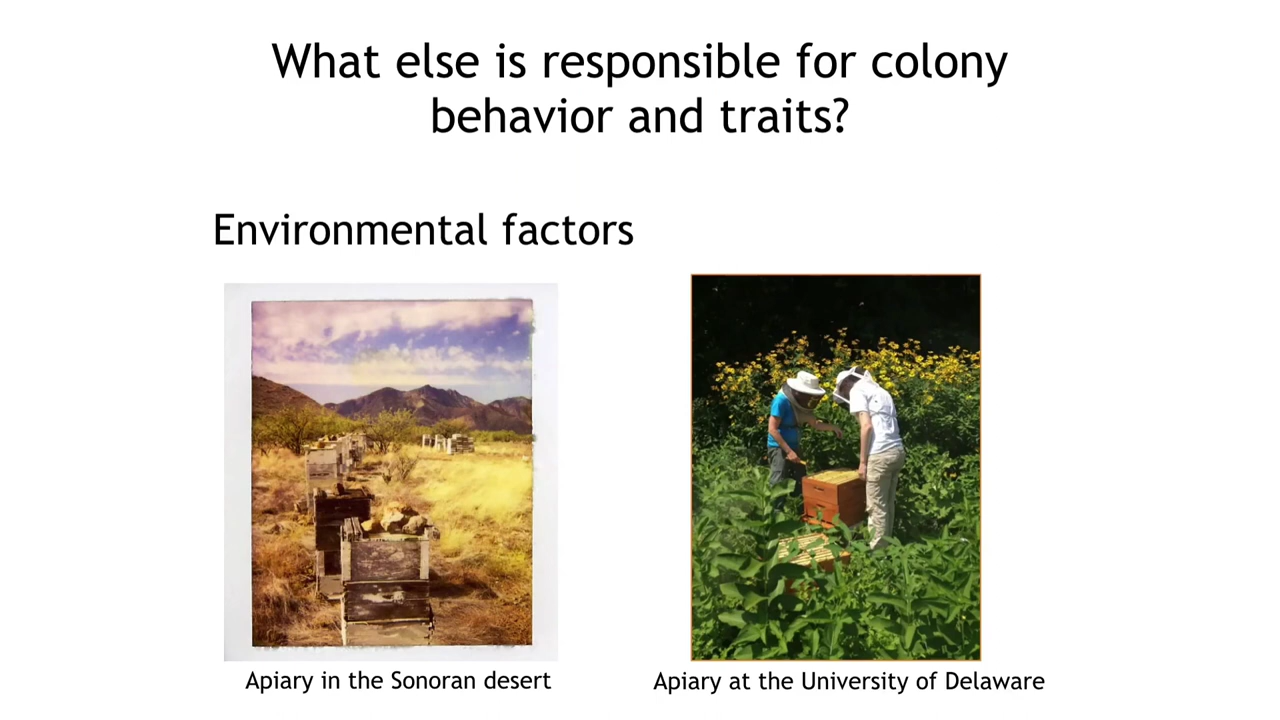 What else is responsible for colony
behavior and traits?
Environmental factors
Apiary in the Sonoran desert
Apiary at the University of Delaware